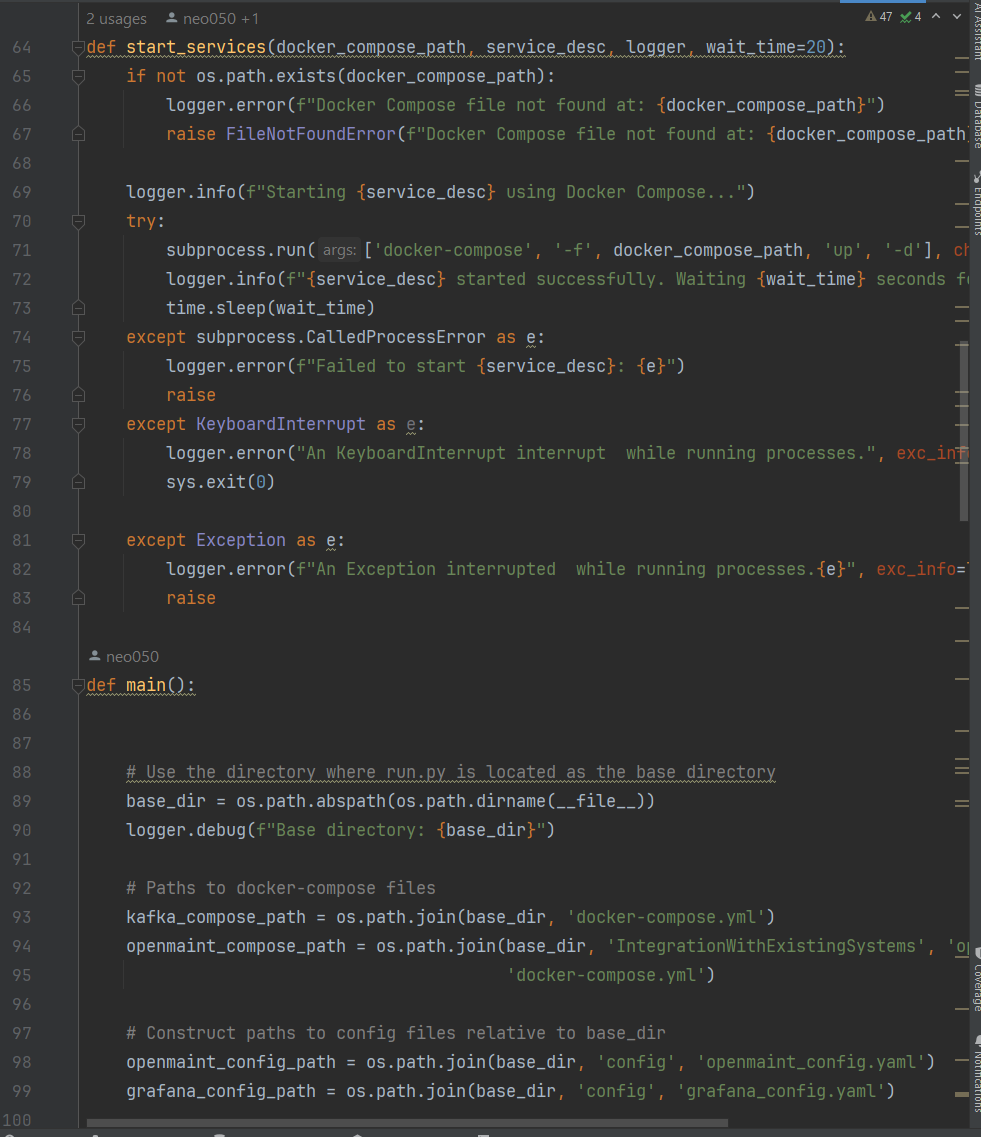 2 usages neo050 +1
47 4
64 def start_services(docker_compose_path, service_desc, logger, wait_time=20):
65 if not os.path.exists(docker_compose_path):
66 logger.error(f"Docker Compose file not found at: {docker_compose_path}")
67 raise FileNotFoundError(f"Docker Compose file not found at: {docker_compose_path
68
69 logger.info(f"Starting {service_desc} using Docker Compose...")
70 try:
71 subprocess.run( args: ['docker-compose', '-f', docker_compose_path, 'up', '-d'], ch
72 logger.info(f"{service_desc} started successfully. Waiting {wait_time} seconds fo
73 time.sleep(wait_time)
74 except subprocess.CalledProcessError as e:
75 logger.error(f"Failed to start {service_desc}: {e}")
76 raise
77 except KeyboardInterrupt as e:
78 logger.error("An KeyboardInterrupt interrupt  while running processes.", exc_info
79 sys.exit(0)
80
81 except Exception as e:
82 logger.error(f"An Exception interrupted  while running processes.{e}", exc_info=
83 raise
84
neo050
85 def main():
86
87
88 # Use the directory where run.py is located as the base directory
89 base_dir = os.path.abspath(os.path.dirname(__file__))
90 logger.debug(f"Base directory: {base_dir}")
91
92 # Paths to docker-compose files
93 kafka_compose_path = os.path.join(base_dir, 'docker-compose.yml')
94 openmaint_compose_path = os.path.join(base_dir, 'IntegrationWithExistingSystems', 'op
95 'docker-compose.yml')
96
97 # Construct paths to config files relative to base_dir
98 openmaint_config_path = os.path.join(base_dir, 'config', 'openmaint_config.yaml')
99 grafana_config_path = os.path.join(base_dir, 'config', 'grafana_config.yaml')
100
AI Assistant
Database
Endpoints
Coverage
Notifications